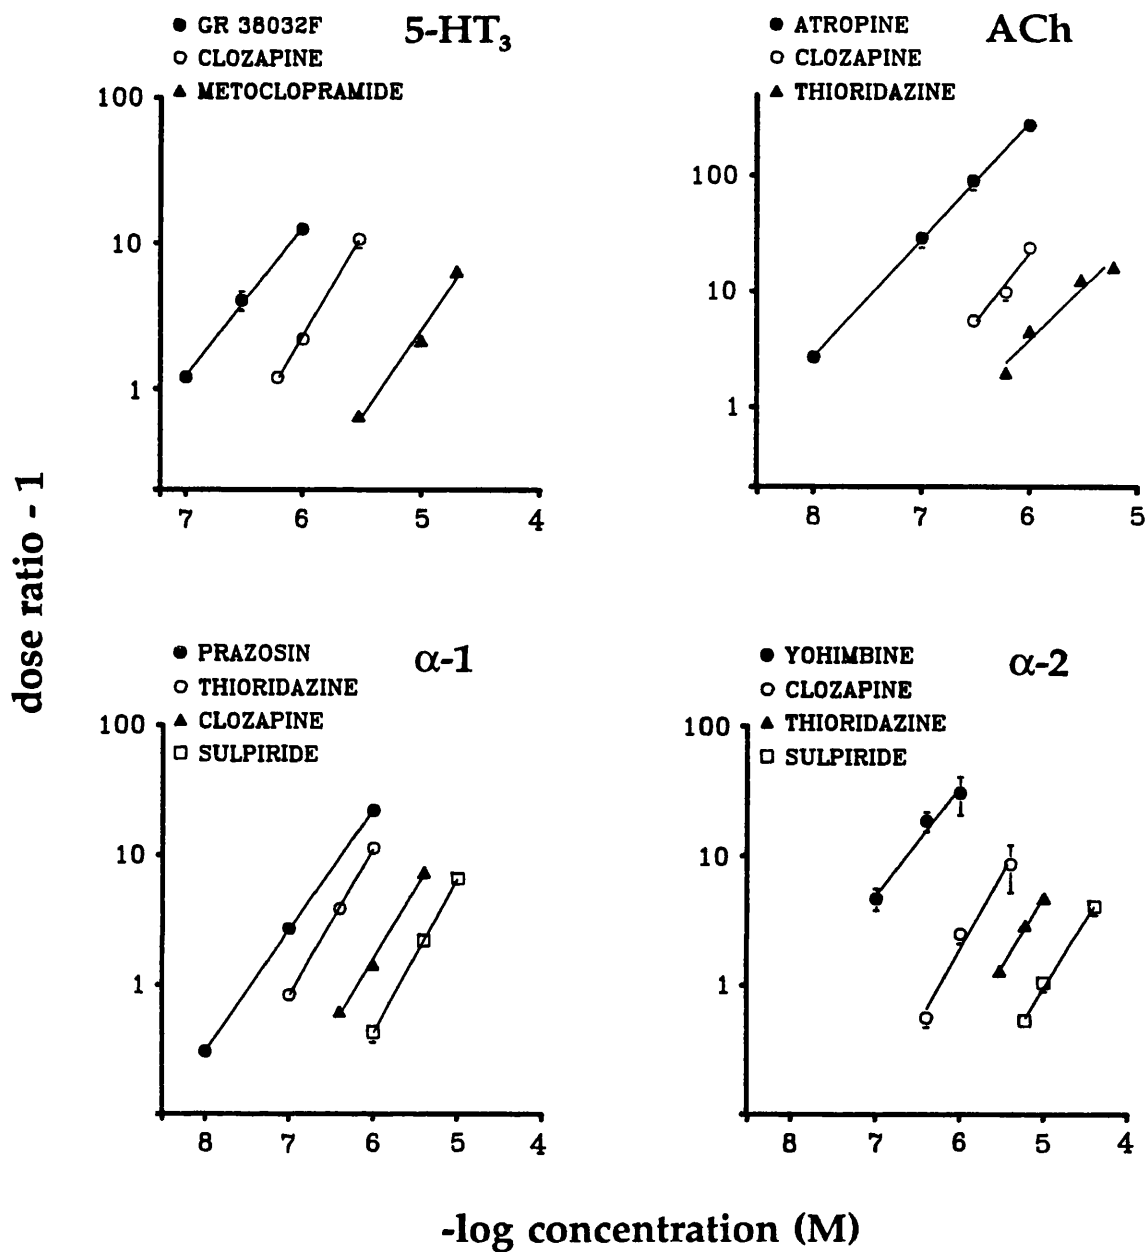 5-HT3
● GR 38032F
○ CLOZAPINE
▲ METOCLOPRAMIDE
100
10
1
7 6 5 4
ACh
● ATROPINE
○ CLOZAPINE
▲ THIORIDAZINE
100
10
1
8 7 6 5
dose ratio - 1
α-1
● PRAZOSIN
○ THIORIDAZINE
▲ CLOZAPINE
□ SULPIRIDE
100
10
1
8 7 6 5 4
α-2
● YOHIMBINE
○ CLOZAPINE
▲ THIORIDAZINE
□ SULPIRIDE
100
10
1
8 7 6 5 4
-log concentration (M)